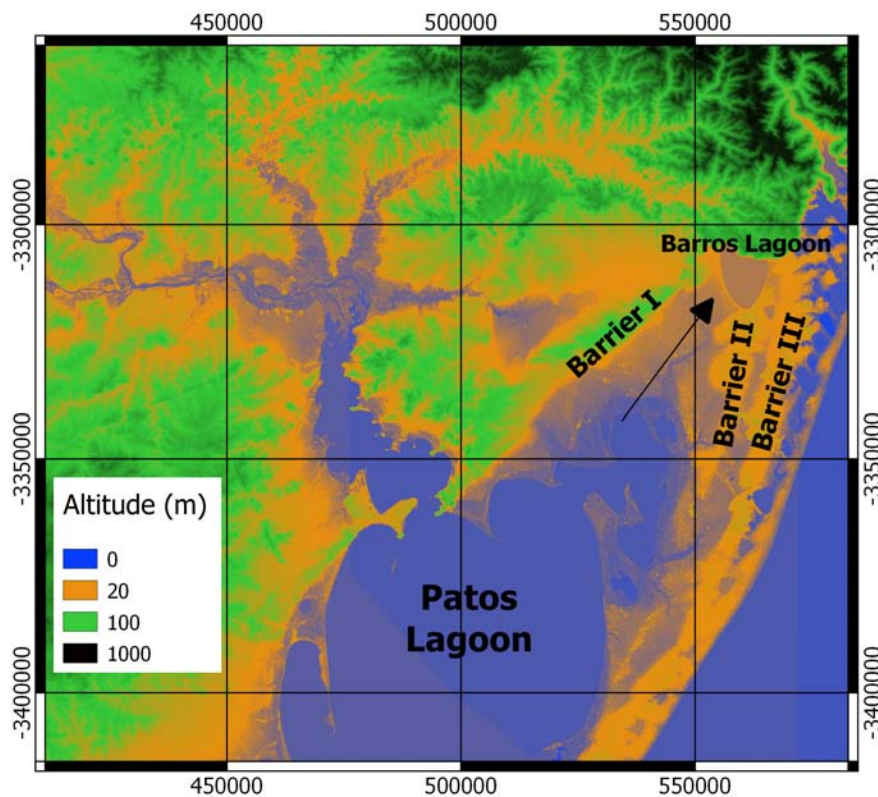 450000 500000 550000
-3300000 -3300000
Barros Lagoon
Barrier I
Barrier II
Barrier III
-3350000 -3350000
Altitude (m)
0
20
100
1000
Patos
Lagoon
-3400000 -3400000
450000 500000 550000